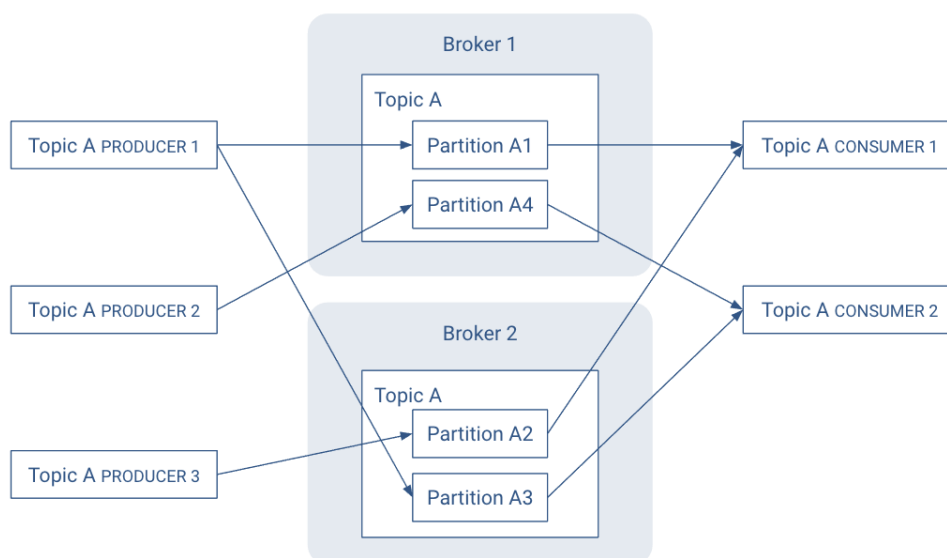 Broker 1
Topic A
Topic A PRODUCER 1
Partition A1
Topic A CONSUMER 1
Partition A4
Topic A PRODUCER 2
Topic A CONSUMER 2
Broker 2
Topic A
Partition A2
Topic A PRODUCER 3
Partition A3